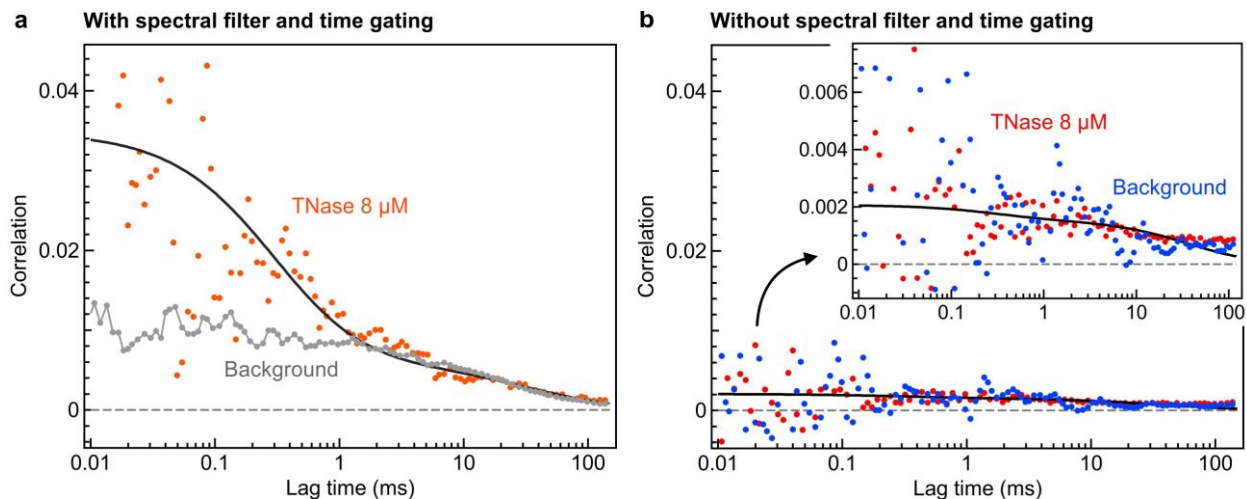 a With spectral filter and time gating
0.04
0.02
0
Correlation
TNase 8 µM
Background
0.01 0.1 1 10 100
Lag time (ms)
b Without spectral filter and time gating
0.04
0.02
0
Correlation
0.006
0.004
0.002
0
TNase 8 µM
Background
0.01 0.1 1 10 100
0.01 0.1 1 10 100
Lag time (ms)